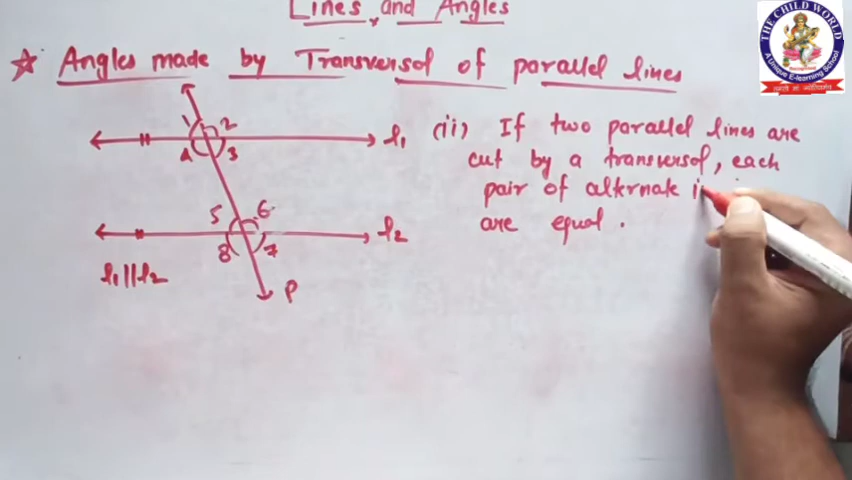 Lines, and Angles
☆ Angles made by Transversal of parallel lines
1 2
4 3
l₁
5 6
8 7
l₂
l₁||l₂
P
(ii) If two parallel lines are
cut by a transversal, each
pair of alternate i
are equal.
THE CHILD WORLD
A Unique E-learning School